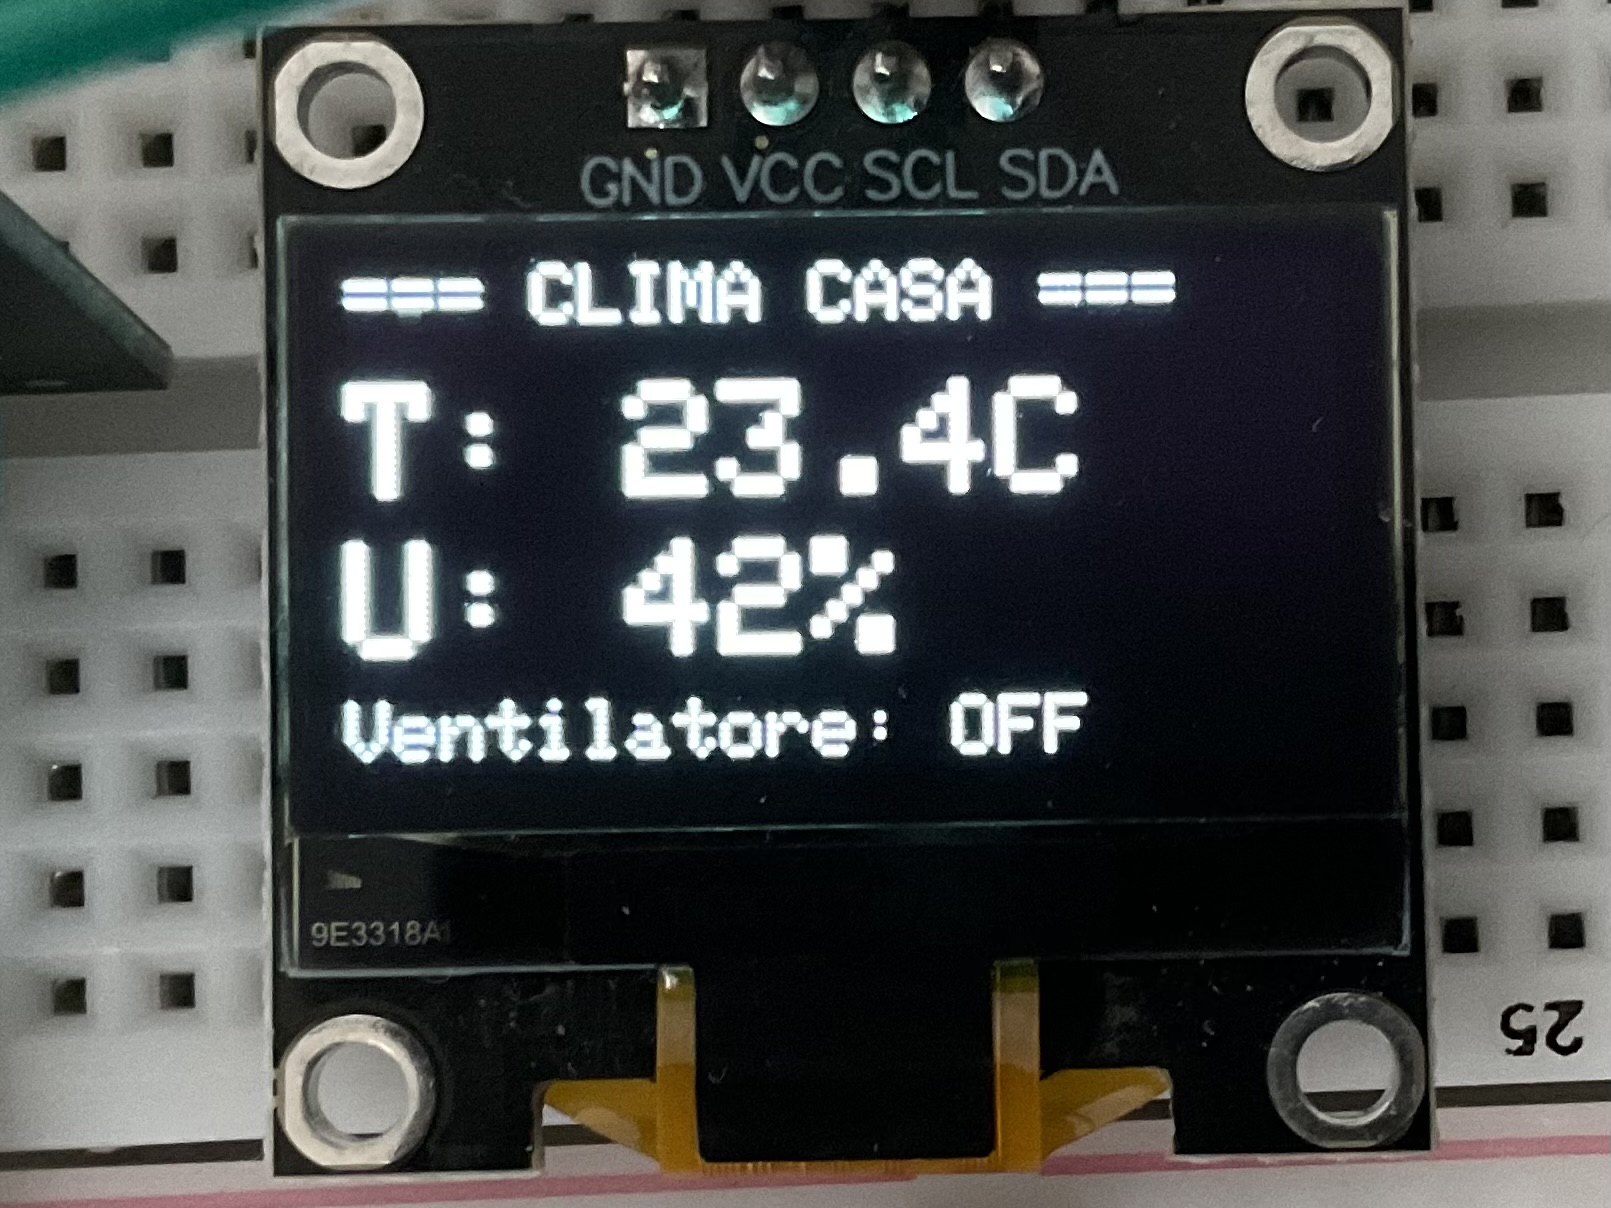 GND VCC SCL SDA
=== CLIMA CASA ===
T: 23.4C
U: 42%
Ventilatore: OFF
9E3318A1
25